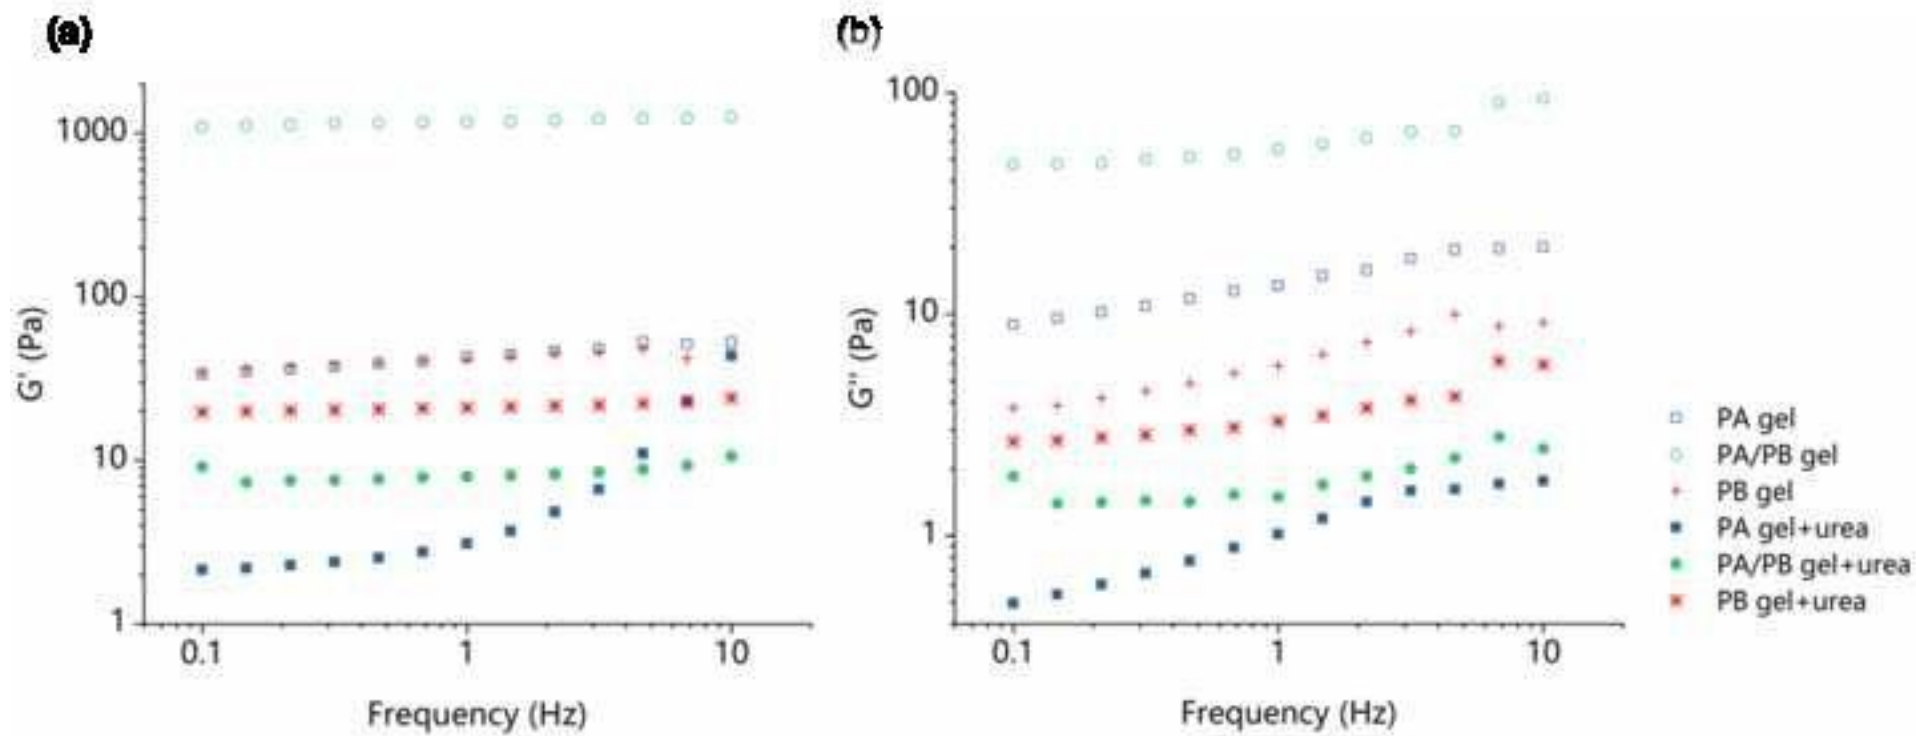 (a)
G' (Pa)
1000
100
10
1
0.1 1 10
Frequency (Hz)
(b)
G'' (Pa)
100
10
1
0.1 1 10
Frequency (Hz)
PA gel
PA/PB gel
PB gel
PA gel+urea
PA/PB gel+urea
PB gel+urea